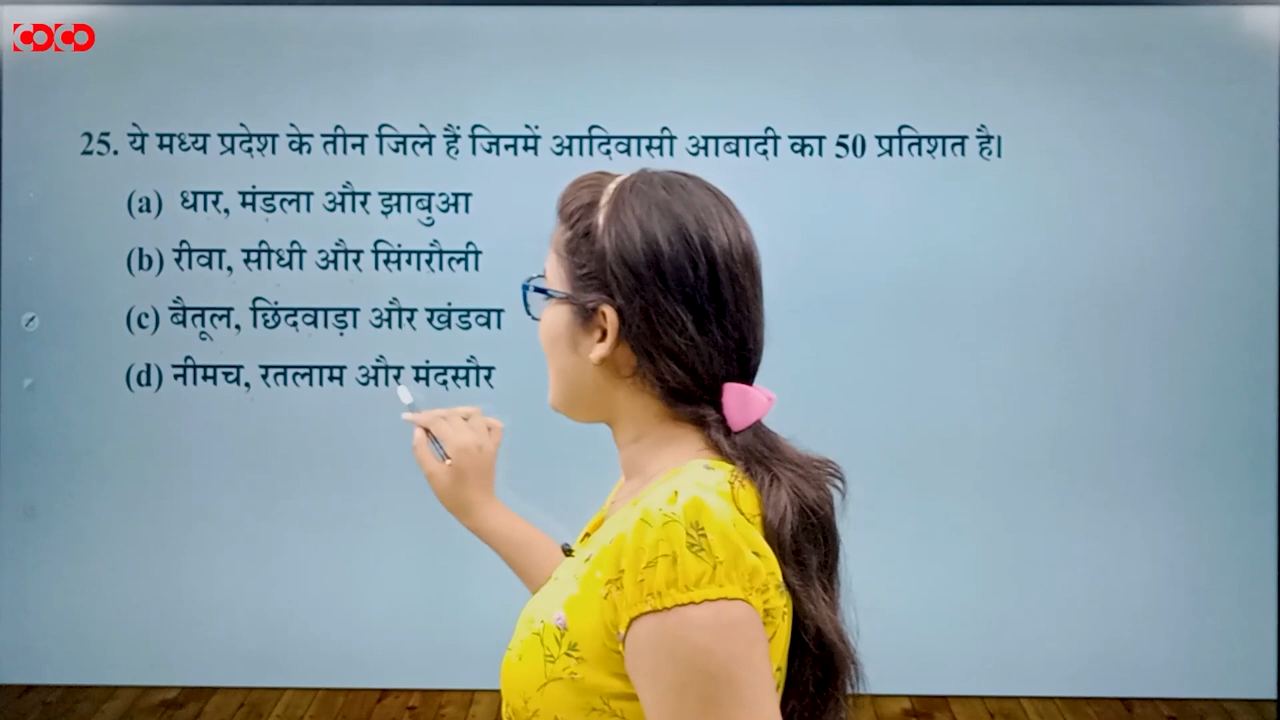 CDCD
25. ये मध्य प्रदेश के तीन जिले हैं जिनमें आदिवासी आबादी का 50 प्रतिशत है।
(a) धार, मंडला और झाबुआ
(b) रीवा, सीधी और सिंगरौली
(c) बैतूल, छिंदवाड़ा और खंडवा
(d) नीमच, रतलाम और मंदसौर